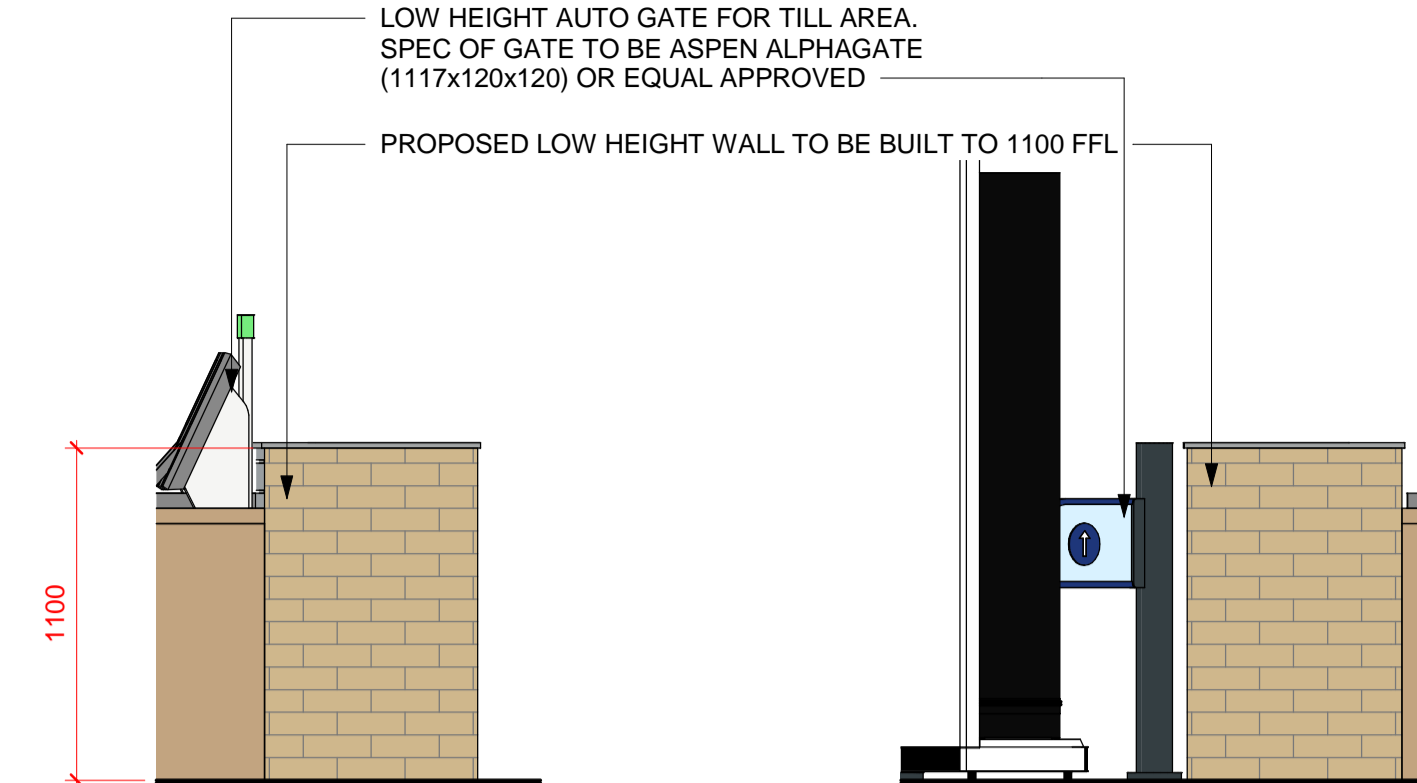 LOW HEIGHT AUTO GATE FOR TILL AREA.
SPEC OF GATE TO BE ASPEN ALPHAGATE
(1117x120x120) OR EQUAL APPROVED
PROPOSED LOW HEIGHT WALL TO BE BUILT TO 1100 FFL
1100